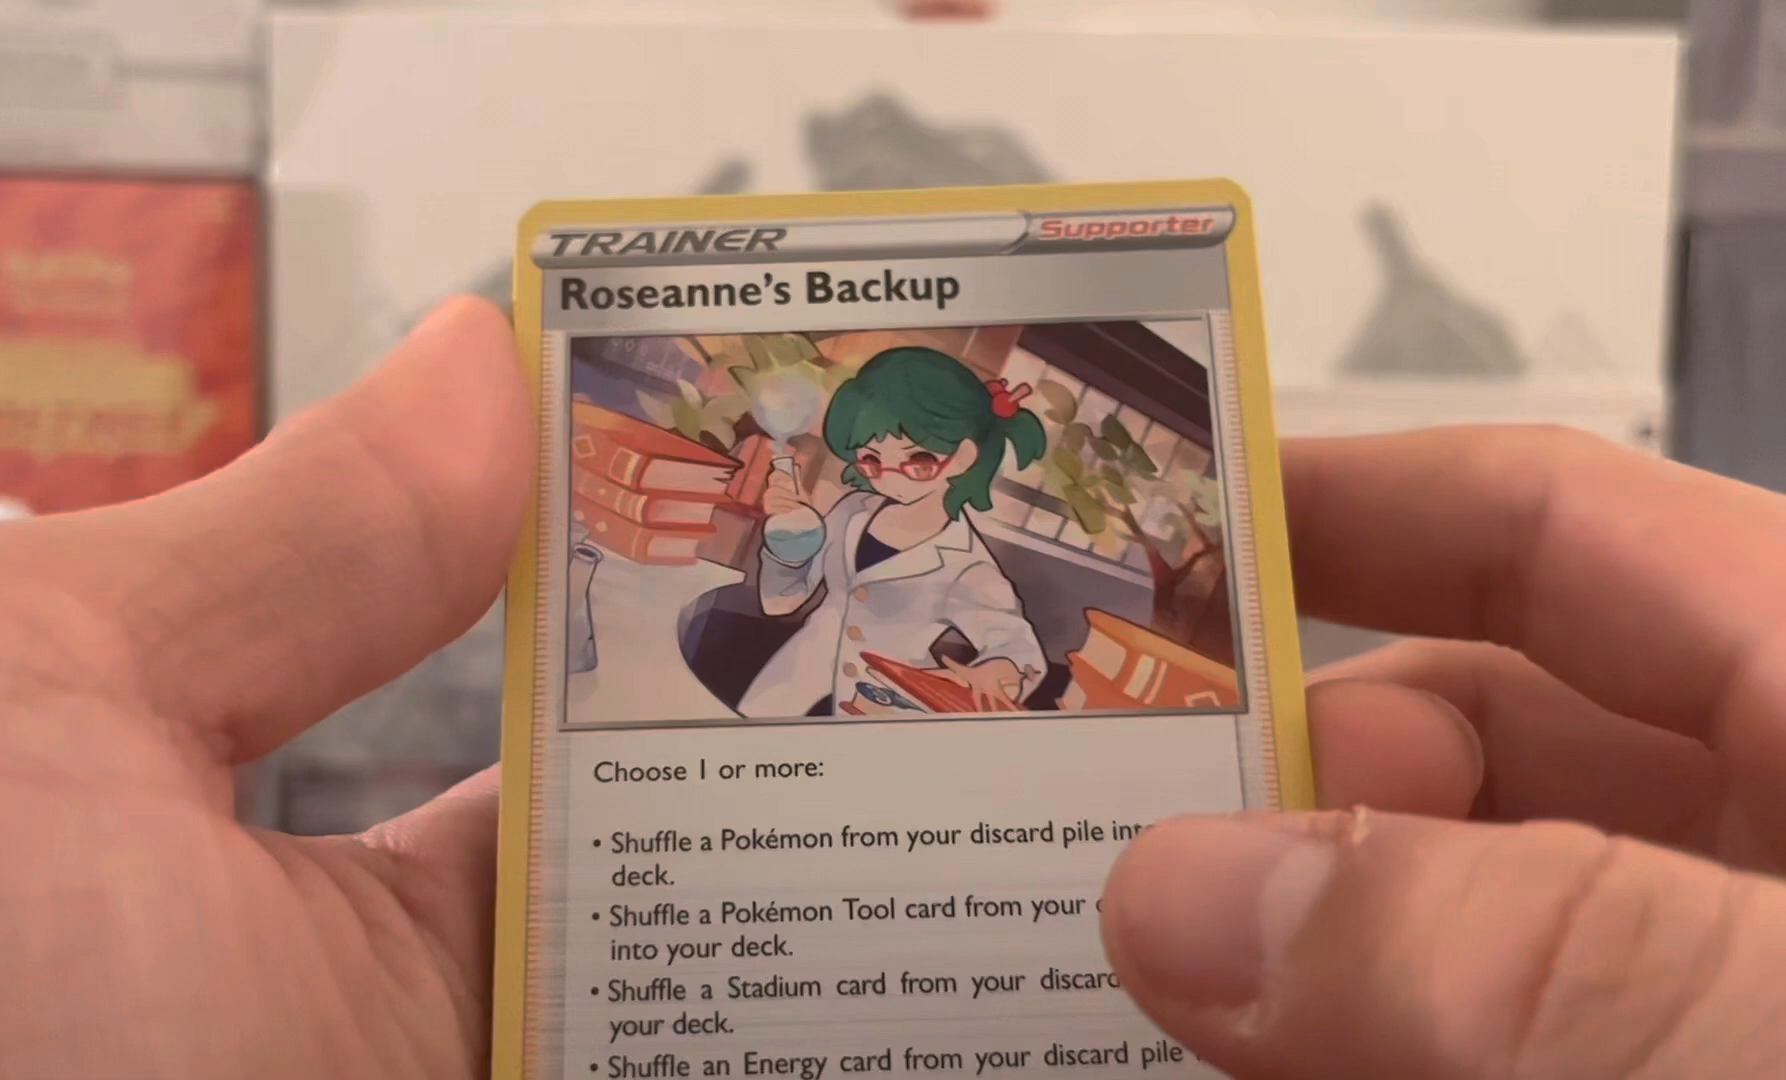 TRAINER
Supporter
Roseanne's Backup
Choose 1 or more:
• Shuffle a Pokémon from your discard pile
deck.
• Shuffle a Pokémon Tool card from your
into your deck.
• Shuffle a Stadium card from your discard
your deck.
• Shuffle an Energy card from your discard pile